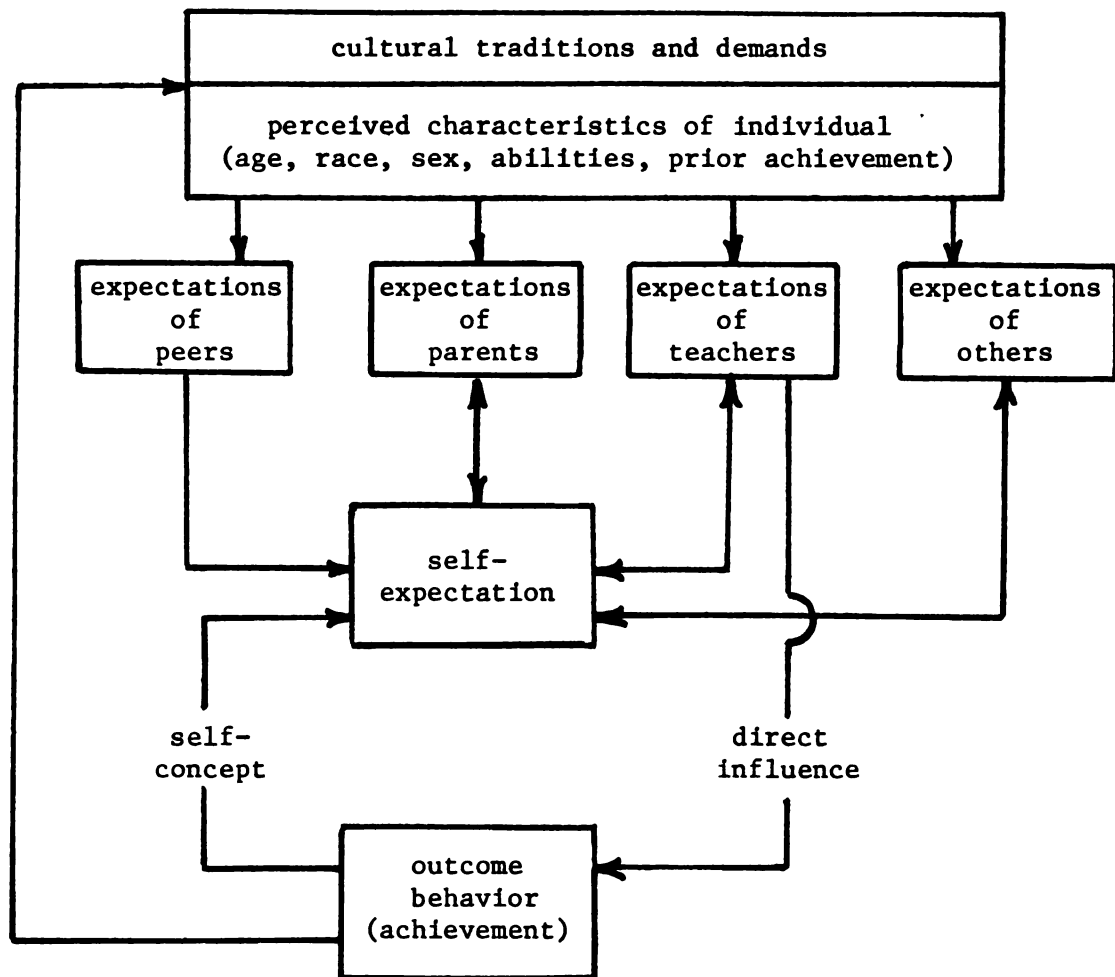 cultural traditions and demands
perceived characteristics of individual
(age, race, sex, abilities, prior achievement)
expectations
of
peers
expectations
of
parents
expectations
of
teachers
expectations
of
others
self-
expectation
self-
concept
direct
influence
outcome
behavior
(achievement)